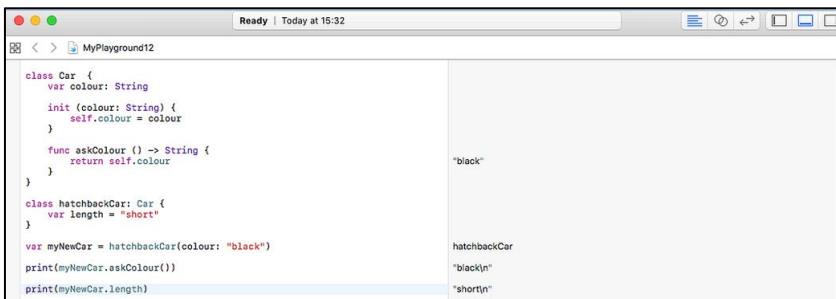 Ready | Today at 15:32
MyPlayground12
class Car {
var colour: String
init (colour: String) {
self.colour = colour
}
func askColour () -> String {
return self.colour "black"
}
}
class hatchbackCar: Car {
var length = "short"
}
var myNewCar = hatchbackCar(colour: "black") hatchbackCar
print(myNewCar.askColour()) "black\n"
print(myNewCar.length) "short\n"